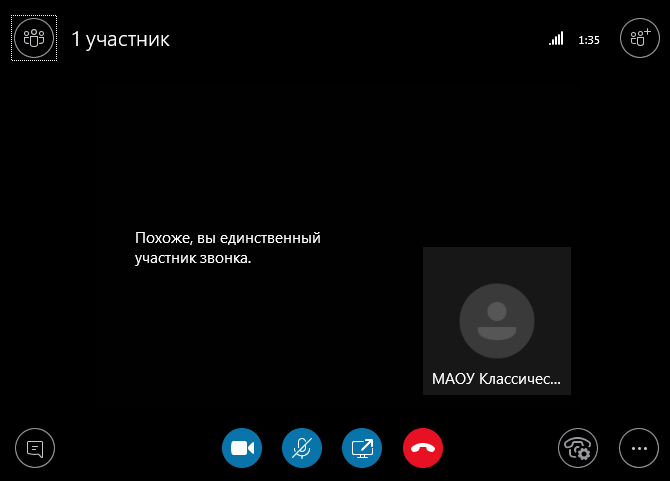 1 участник
1:35
Похоже, вы единственный
участник звонка.
МАОУ Классичес...